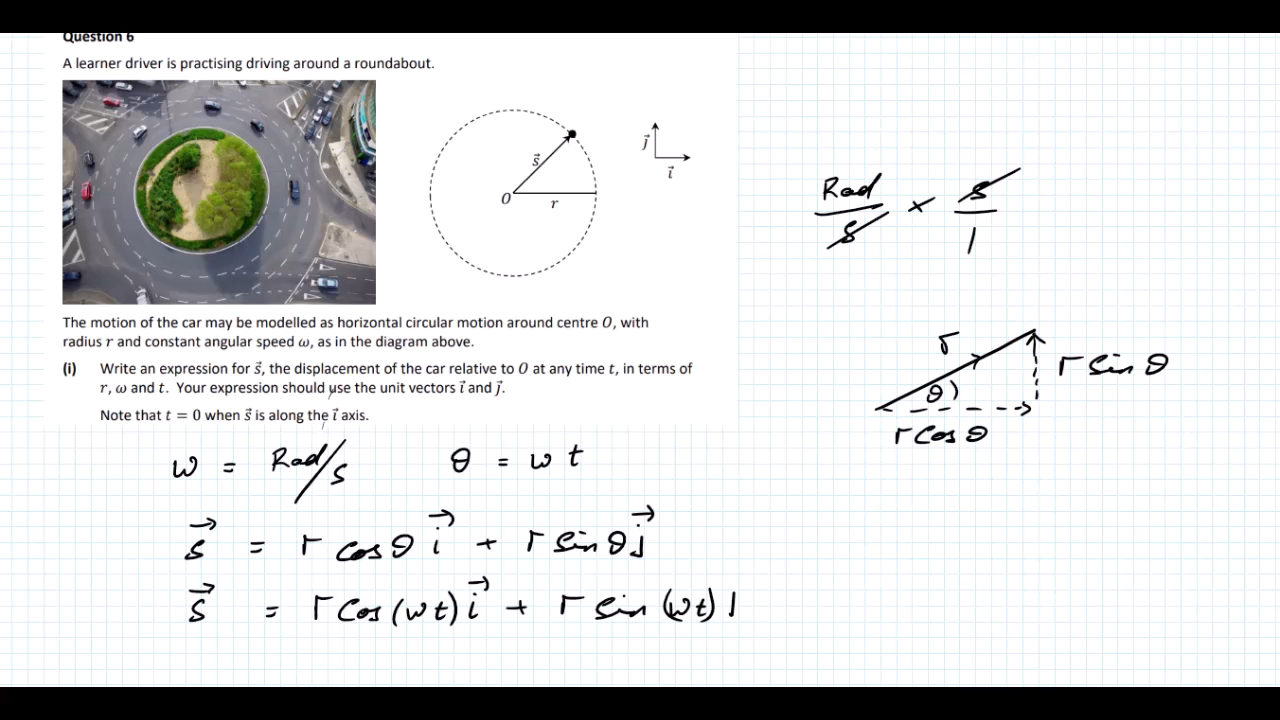 Question 6
A learner driver is practising driving around a roundabout.
s⃗
O
r
j⃗
i⃗
The motion of the car may be modelled as horizontal circular motion around centre O, with
radius r and constant angular speed ω, as in the diagram above.
(i) Write an expression for s⃗, the displacement of the car relative to O at any time t, in terms of
r, ω and t. Your expression should use the unit vectors i⃗ and j⃗.
Note that t = 0 when s⃗ is along the i⃗ axis.
ω = Rad/s θ = ωt
s⃗ = r cos θ i⃗ + r sin θ j⃗
s⃗ = r cos(ωt) i⃗ + r sin(ωt) J
Rad/s × s/1
r
θ
r sin θ
r cos θ